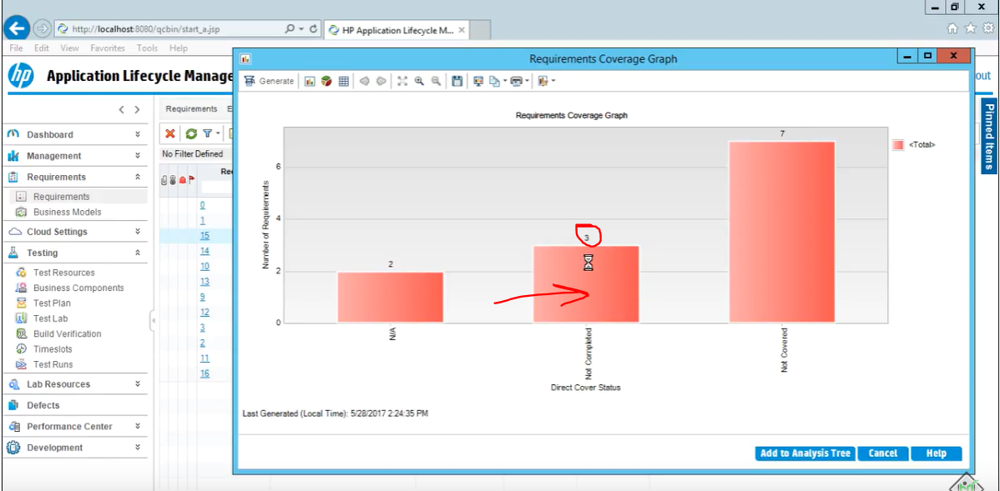 http://localhost:8080/qcbin/start_a.jsp
HP Application Lifecycle M...
File Edit View Favorites Tools Help
hp
Application Lifecycle Manage
out
Pinned Items
Dashboard
Management
Requirements
Requirements
Business Models
Cloud Settings
Testing
Test Resources
Business Components
Test Plan
Test Lab
Build Verification
Timeslots
Test Runs
Lab Resources
Defects
Performance Center
Development
Requirements E
No Filter Defined
Re
0
1
15
14
10
13
9
12
3
2
11
16
Requirements Coverage Graph
Generate
Requirements Coverage Graph
Number of Requirements
6
4
2
0
2
3
7
<Total>
N/A
Not Completed
Not Covered
Direct Cover Status
Last Generated (Local Time): 5/28/2017 2:24:35 PM
Add to Analysis Tree Cancel Help